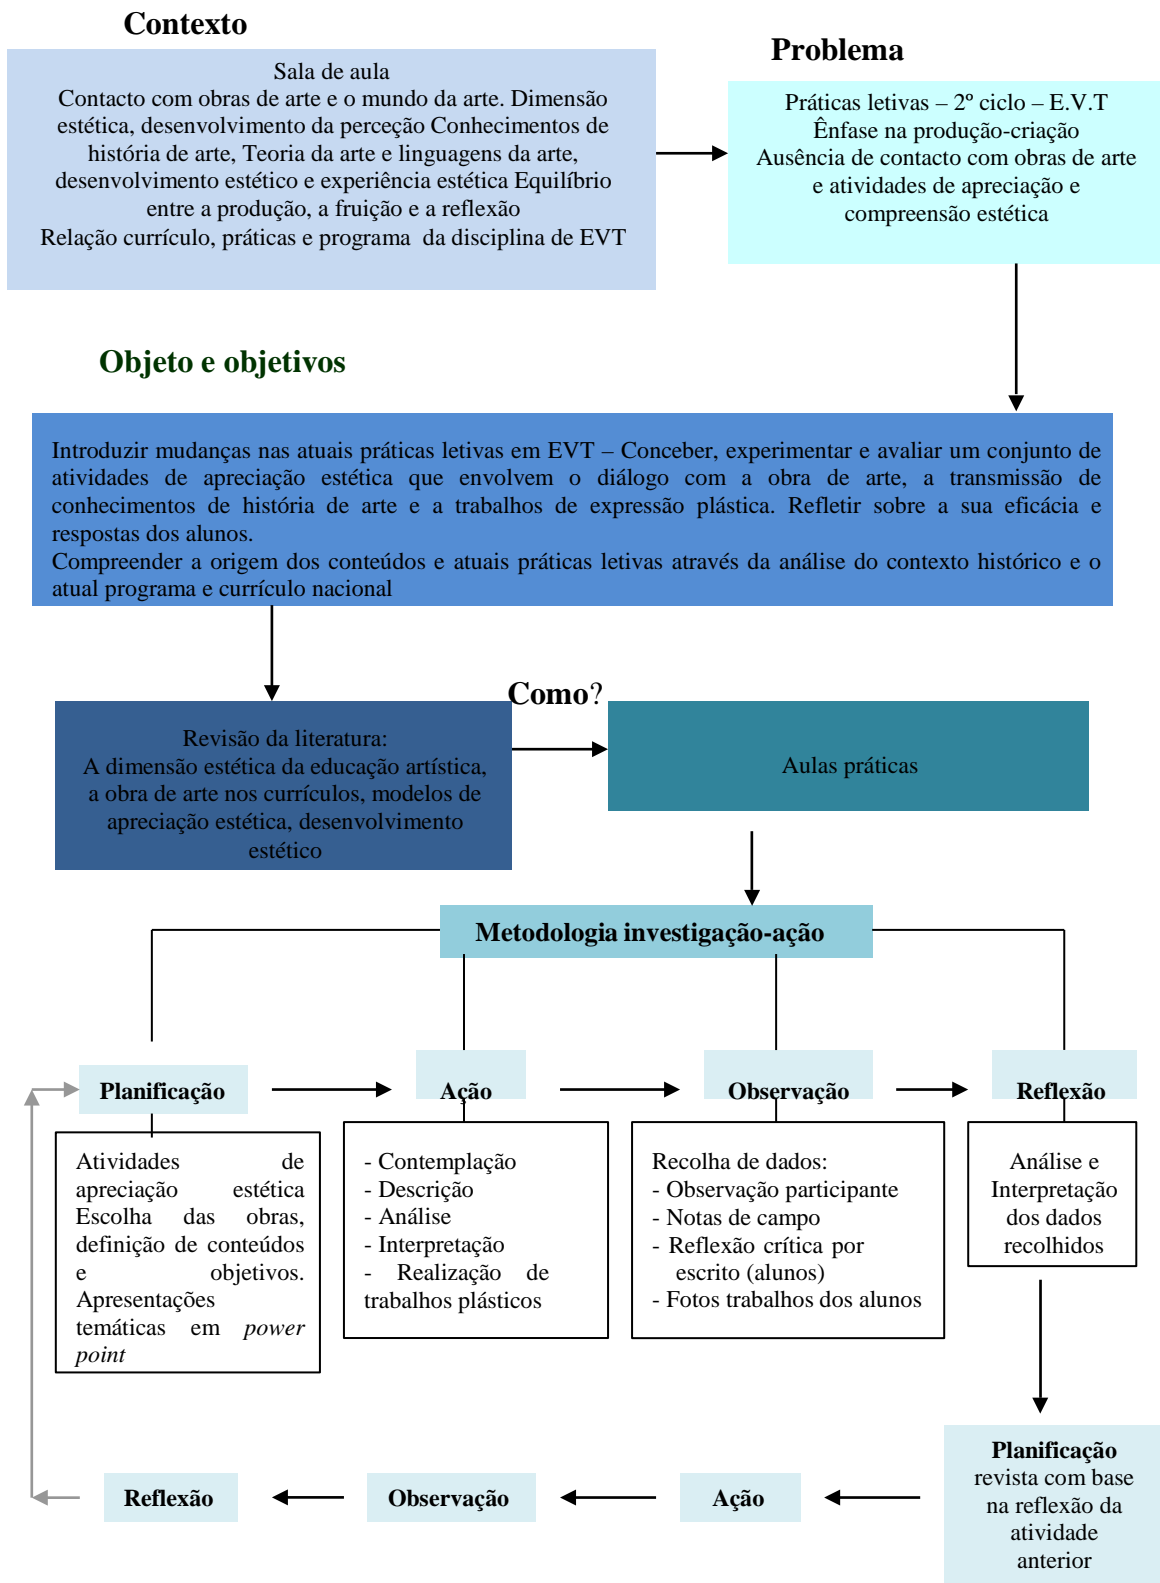 Contexto
Problema
Sala de aula
Contacto com obras de arte e o mundo da arte. Dimensão
estética, desenvolvimento da perceção Conhecimentos de
história de arte, Teoria da arte e linguagens da arte,
desenvolvimento estético e experiência estética Equilíbrio
entre a produção, a fruição e a reflexão
Relação currículo, práticas e programa da disciplina de EVT
Práticas letivas – 2º ciclo – E.V.T
Ênfase na produção-criação
Ausência de contacto com obras de arte
e atividades de apreciação e
compreensão estética
Objeto e objetivos
Introduzir mudanças nas atuais práticas letivas em EVT – Conceber, experimentar e avaliar um conjunto de
atividades de apreciação estética que envolvem o diálogo com a obra de arte, a transmissão de
conhecimentos de história de arte e a trabalhos de expressão plástica. Refletir sobre a sua eficácia e
respostas dos alunos.
Compreender a origem dos conteúdos e atuais práticas letivas através da análise do contexto histórico e o
atual programa e currículo nacional
Como?
Revisão da literatura:
A dimensão estética da educação artística,
a obra de arte nos currículos, modelos de
apreciação estética, desenvolvimento
estético
Aulas práticas
Metodologia investigação-ação
Planificação
Ação
Observação
Reflexão
Atividades de
apreciação estética
Escolha das obras,
definição de conteúdos
e objetivos.
Apresentações
temáticas em power
point
- Contemplação
- Descrição
- Análise
- Interpretação
- Realização de
trabalhos plásticos
Recolha de dados:
- Observação participante
- Notas de campo
- Reflexão crítica por
escrito (alunos)
- Fotos trabalhos dos alunos
Análise e
Interpretação
dos dados
recolhidos
Planificação
revista com base
na reflexão da
atividade
anterior
Ação
Observação
Reflexão